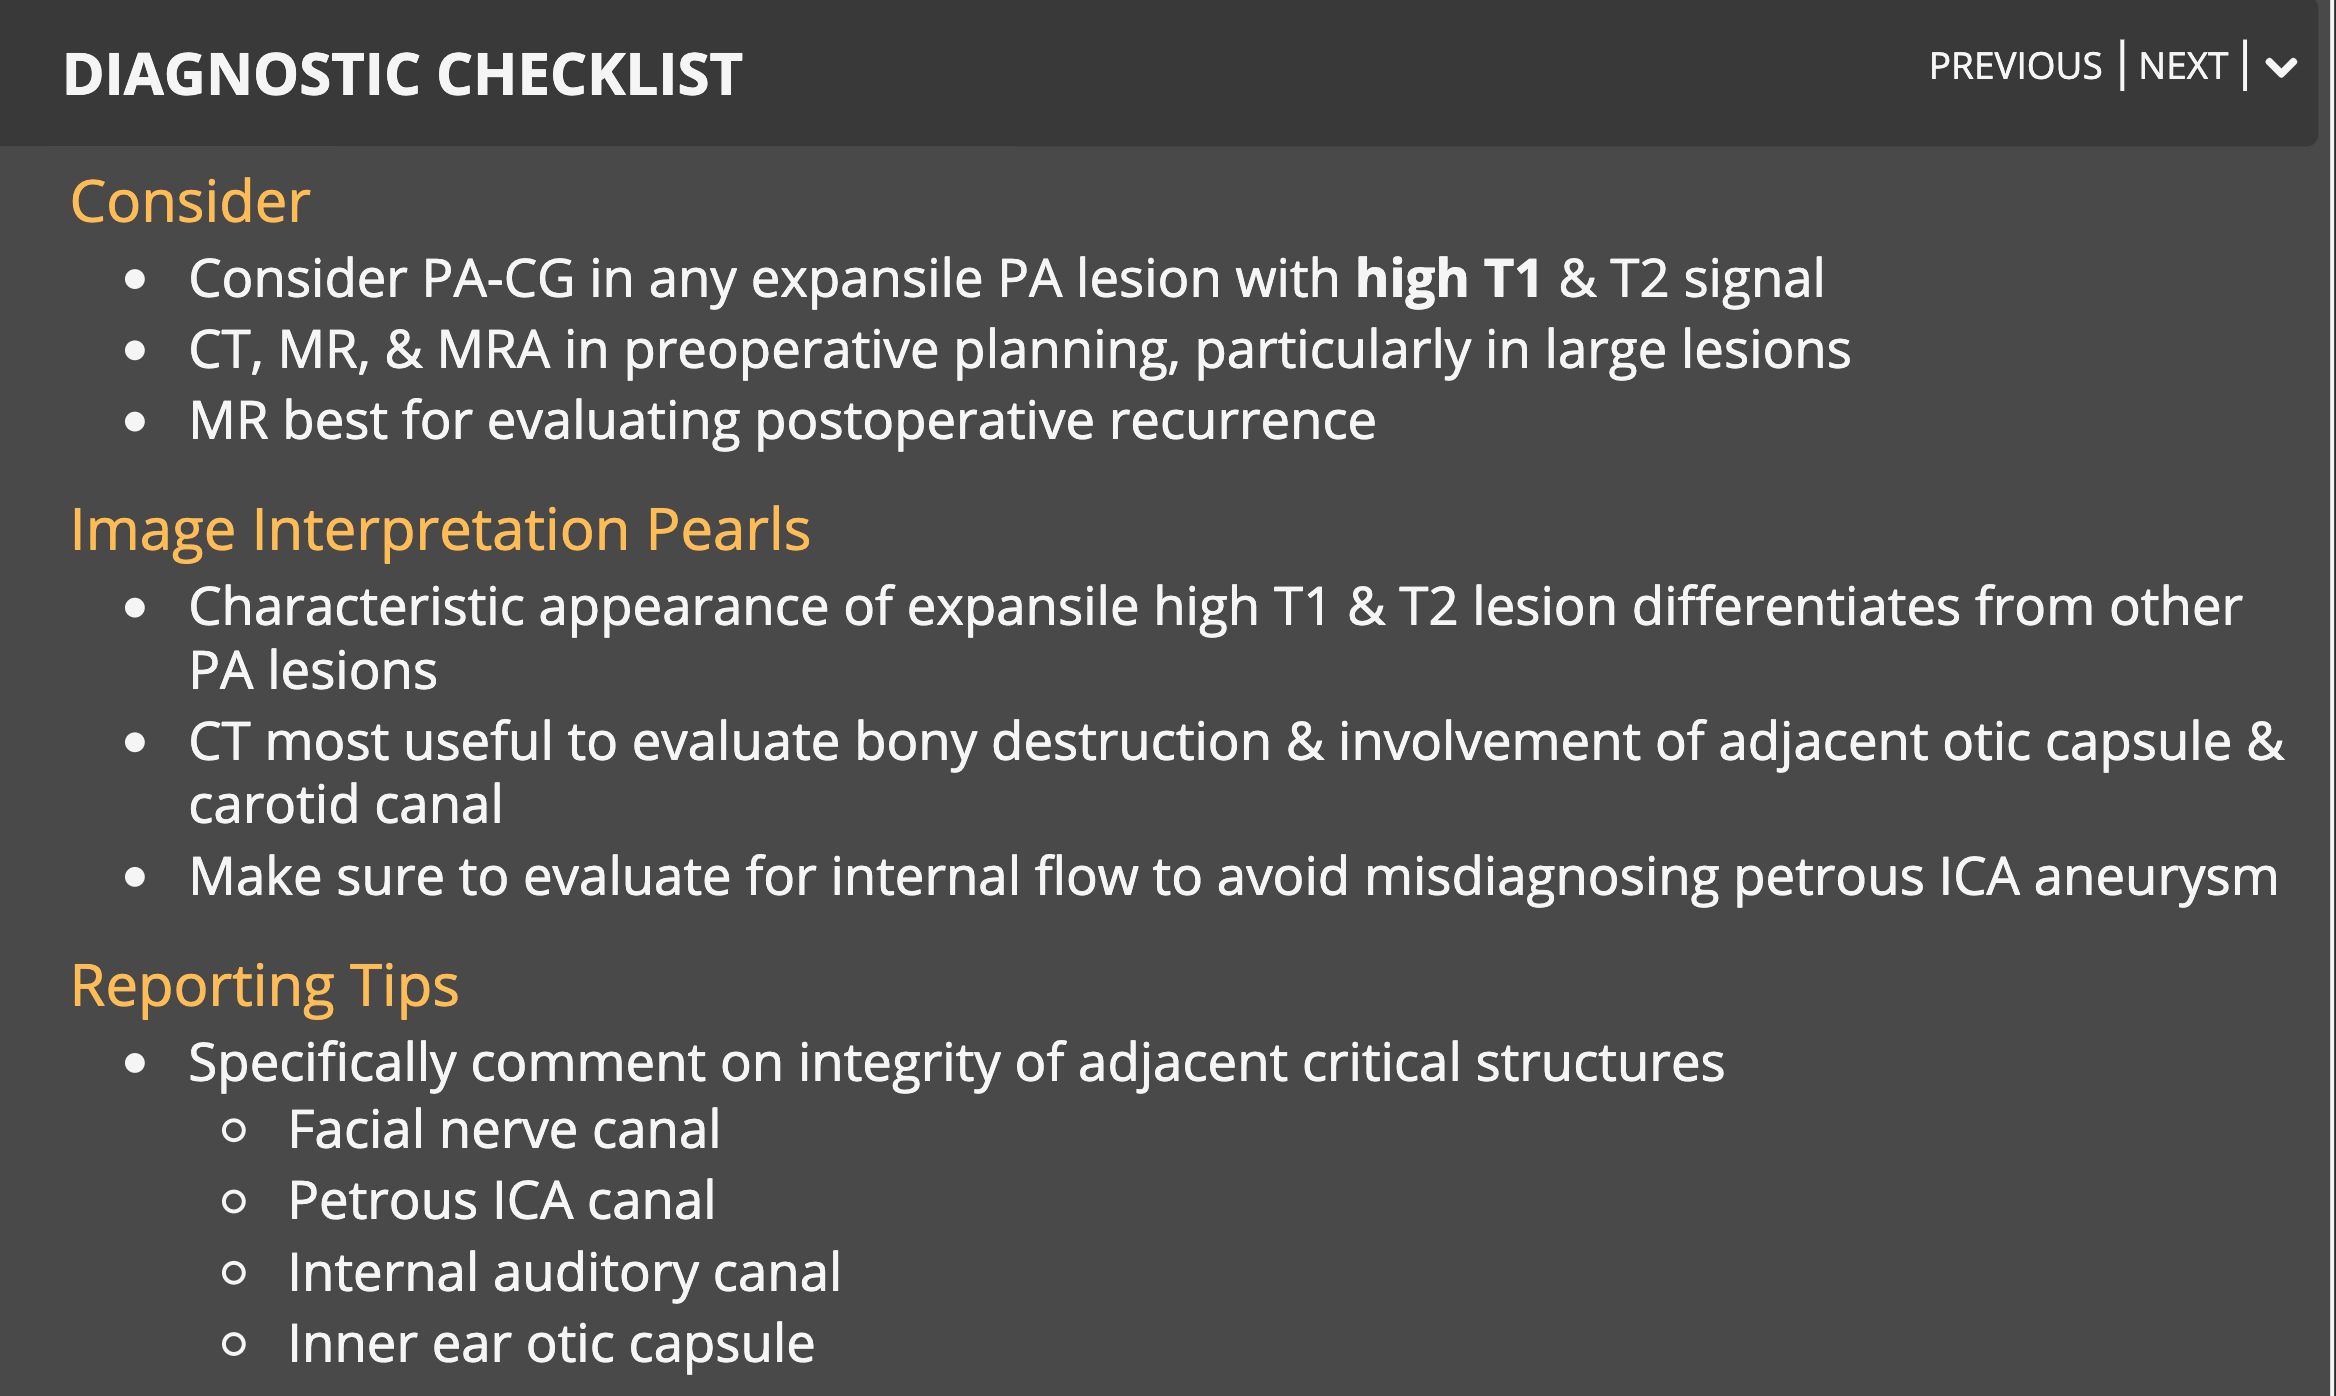 DIAGNOSTIC CHECKLIST
PREVIOUS | NEXT |
Consider
• Consider PA-CG in any expansile PA lesion with high T1 & T2 signal
• CT, MR, & MRA in preoperative planning, particularly in large lesions
• MR best for evaluating postoperative recurrence
Image Interpretation Pearls
• Characteristic appearance of expansile high T1 & T2 lesion differentiates from other
PA lesions
• CT most useful to evaluate bony destruction & involvement of adjacent otic capsule &
carotid canal
• Make sure to evaluate for internal flow to avoid misdiagnosing petrous ICA aneurysm
Reporting Tips
• Specifically comment on integrity of adjacent critical structures
○ Facial nerve canal
○ Petrous ICA canal
○ Internal auditory canal
○ Inner ear otic capsule